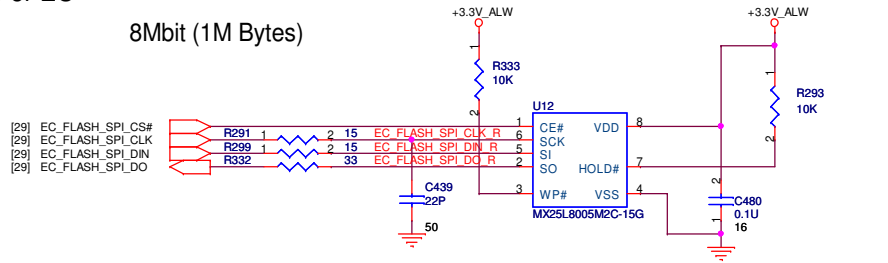 8Mbit (1M Bytes)
+3.3V_ALW
+3.3V_ALW
1
R333
10K
2
1
R293
10K
2
U12
[29] EC_FLASH_SPI_CS#
[29] EC_FLASH_SPI_CLK
[29] EC_FLASH_SPI_DIN
[29] EC_FLASH_SPI_DO
R291 1 2 15 EC_FLASH_SPI_CLK_R
R299 1 2 15 EC_FLASH_SPI_DIN_R
R332 33 EC_FLASH_SPI_DO_R
1 CE# VDD 8
6 SCK
5 SI
2 SO HOLD# 7
3 WP# VSS 4
MX25L8005M2C-15G
C439
22P
50
2
C480
0.1U
1
16